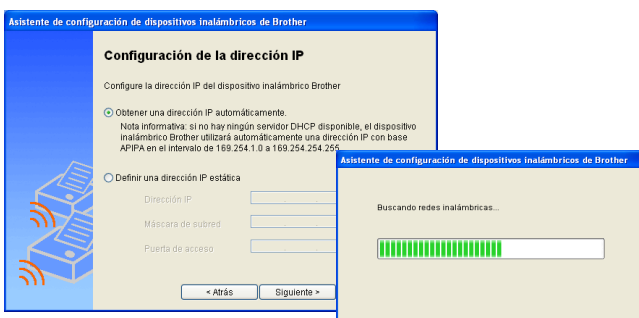 Asistente de configuración de dispositivos inalámbricos de Brother
Configuración de la dirección IP
Configure la dirección IP del dispositivo inalámbrico Brother
Obtener una dirección IP automáticamente.
Nota informativa: si no hay ningún servidor DHCP disponible, el dispositivo
inalámbrico Brother utilizará automáticamente una dirección IP con base
APIPA en el intervalo de 169.254.1.0 a 169.254.254.255.
Definir una dirección IP estática
Dirección IP
Máscara de subred
Puerta de acceso
< Atrás
Siguiente >
Asistente de configuración de dispositivos inalámbricos de Brother
Buscando redes inalámbricas...